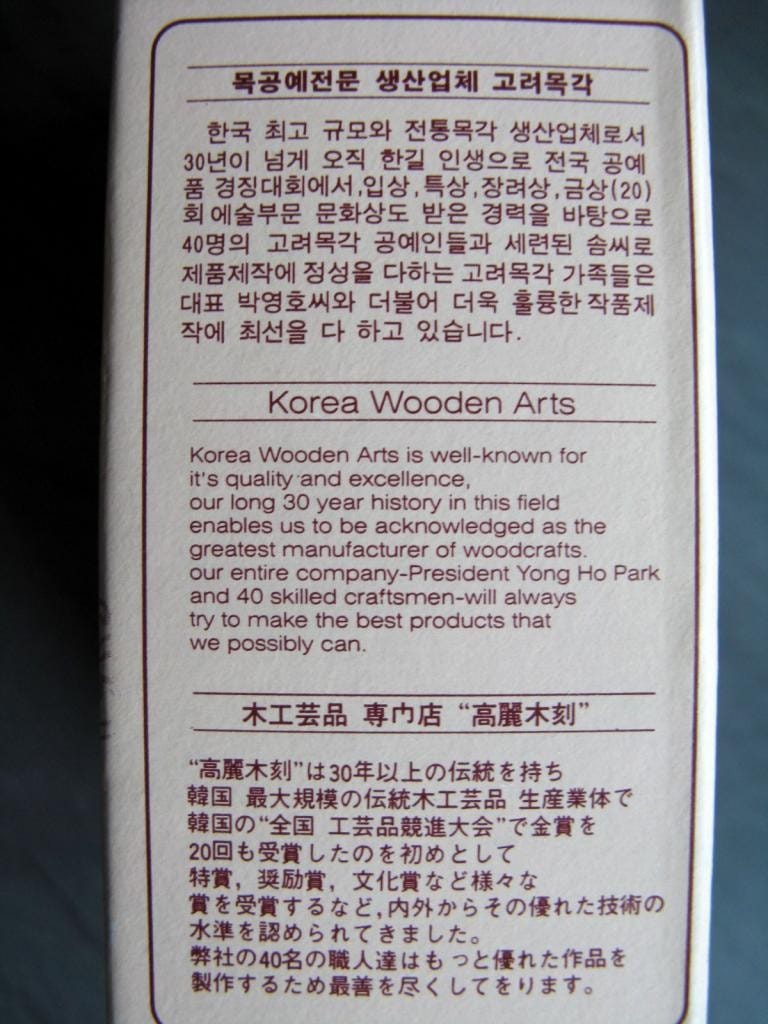 목공예전문 생산업체 고려목각
한국 최고 규모와 전통목각 생산업체로서
30년이 넘게 오직 한길 인생으로 전국 공예
품 경징대회에서,입상,특상,장려상,금상(20)
회 에술부문 문화상도 받은 경력을 바탕으로
40명의 고려목각 공예인들과 세련된 솜씨로
제품제작에 정성을 다하는 고려목각 가족들은
대표 박영호씨와 더불어 더욱 훌륭한 작품제
작에 최선을 다 하고 있습니다.
Korea Wooden Arts
Korea Wooden Arts is well-known for
it's quality and excellence,
our long 30 year history in this field
enables us to be acknowledged as the
greatest manufacturer of woodcrafts.
our entire company-President Yong Ho Park
and 40 skilled craftsmen-will always
try to make the best products that
we possibly can.
木工芸品 専門店 “高麗木刻”
“高麗木刻”は30年以上の伝統を持ち
韓国 最大規模の伝統木工芸品 生産業体で
韓国の“全国 工芸品競進大会”で金賞を
20回も受賞したのを初めとして
特賞, 奨励賞, 文化賞など様々な
賞を受賞するなど,内外からその優れた技術の
水準を認められてきました。
弊社の40名の職人達はもっと優れた作品を
製作するため最善を尽くしてをります。